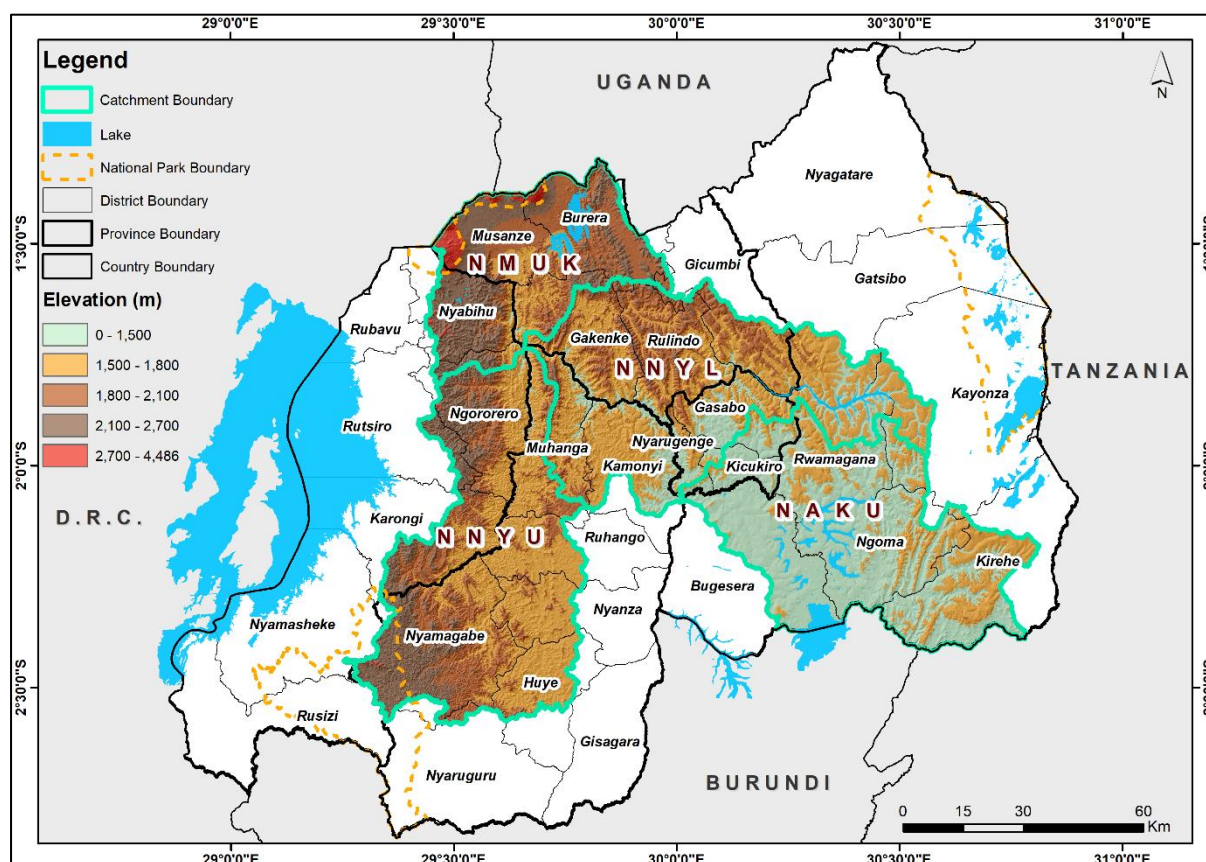 29°0'0"E 29°30'0"E 30°0'0"E 30°30'0"E 31°0'0"E
Legend
Catchment Boundary
Lake
National Park Boundary
District Boundary
Province Boundary
Country Boundary
Elevation (m)
0 - 1,500
1,500 - 1,800
1,800 - 2,100
2,100 - 2,700
2,700 - 4,486
UGANDA
N
Nyagatare
Burera
Musanze
NMUK
Gicumbi
Gatsibo
Nyabihu
Rubavu
Gakenke
Rulindo
NNYL
TANZANIA
Kayonza
Ngororero
Gasabo
Rutsiro
Muhanga
Nyarugenge
Kamonyi
Kicukiro
Rwamagana
D.R.C.
Karongi
NNYU
NAKU
Ruhango
Ngoma
Kirehe
Bugesera
Nyanza
Nyamasheke
Nyamagabe
Huye
Rusizi
Gisagara
Nyaruguru
BURUNDI
0 15 30 60
Km
1°30'0"S
2°0'0"S
2°30'0"S
29°0'0"E 29°30'0"E 30°0'0"E 30°30'0"E 31°0'0"E